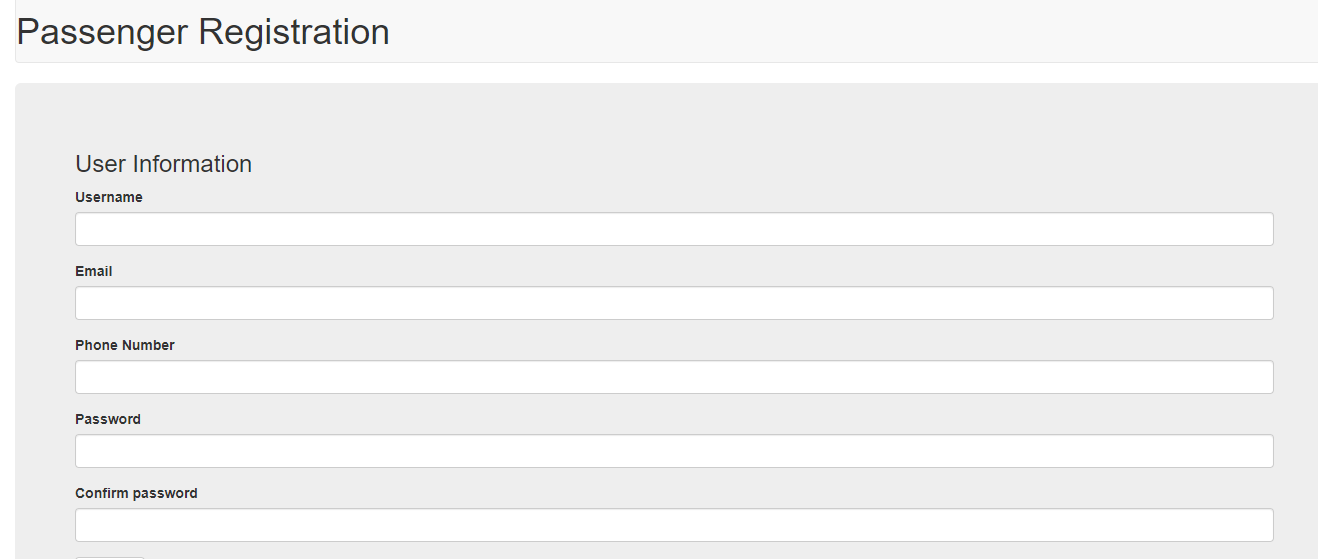 Passenger Registration
User Information
Username
Email
Phone Number
Password
Confirm password